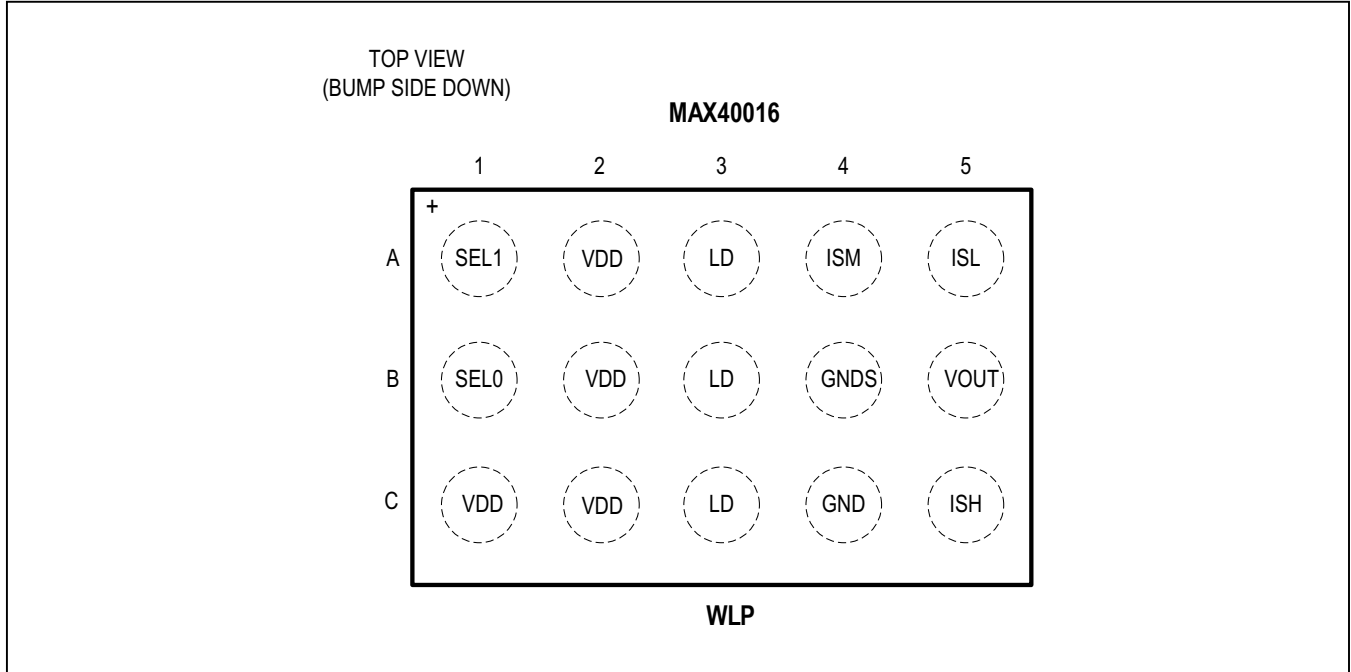 TOP VIEW
(BUMP SIDE DOWN)
MAX40016
1 2 3 4 5
+
A SEL1 VDD LD ISM ISL
B SEL0 VDD LD GNDS VOUT
C VDD VDD LD GND ISH
WLP